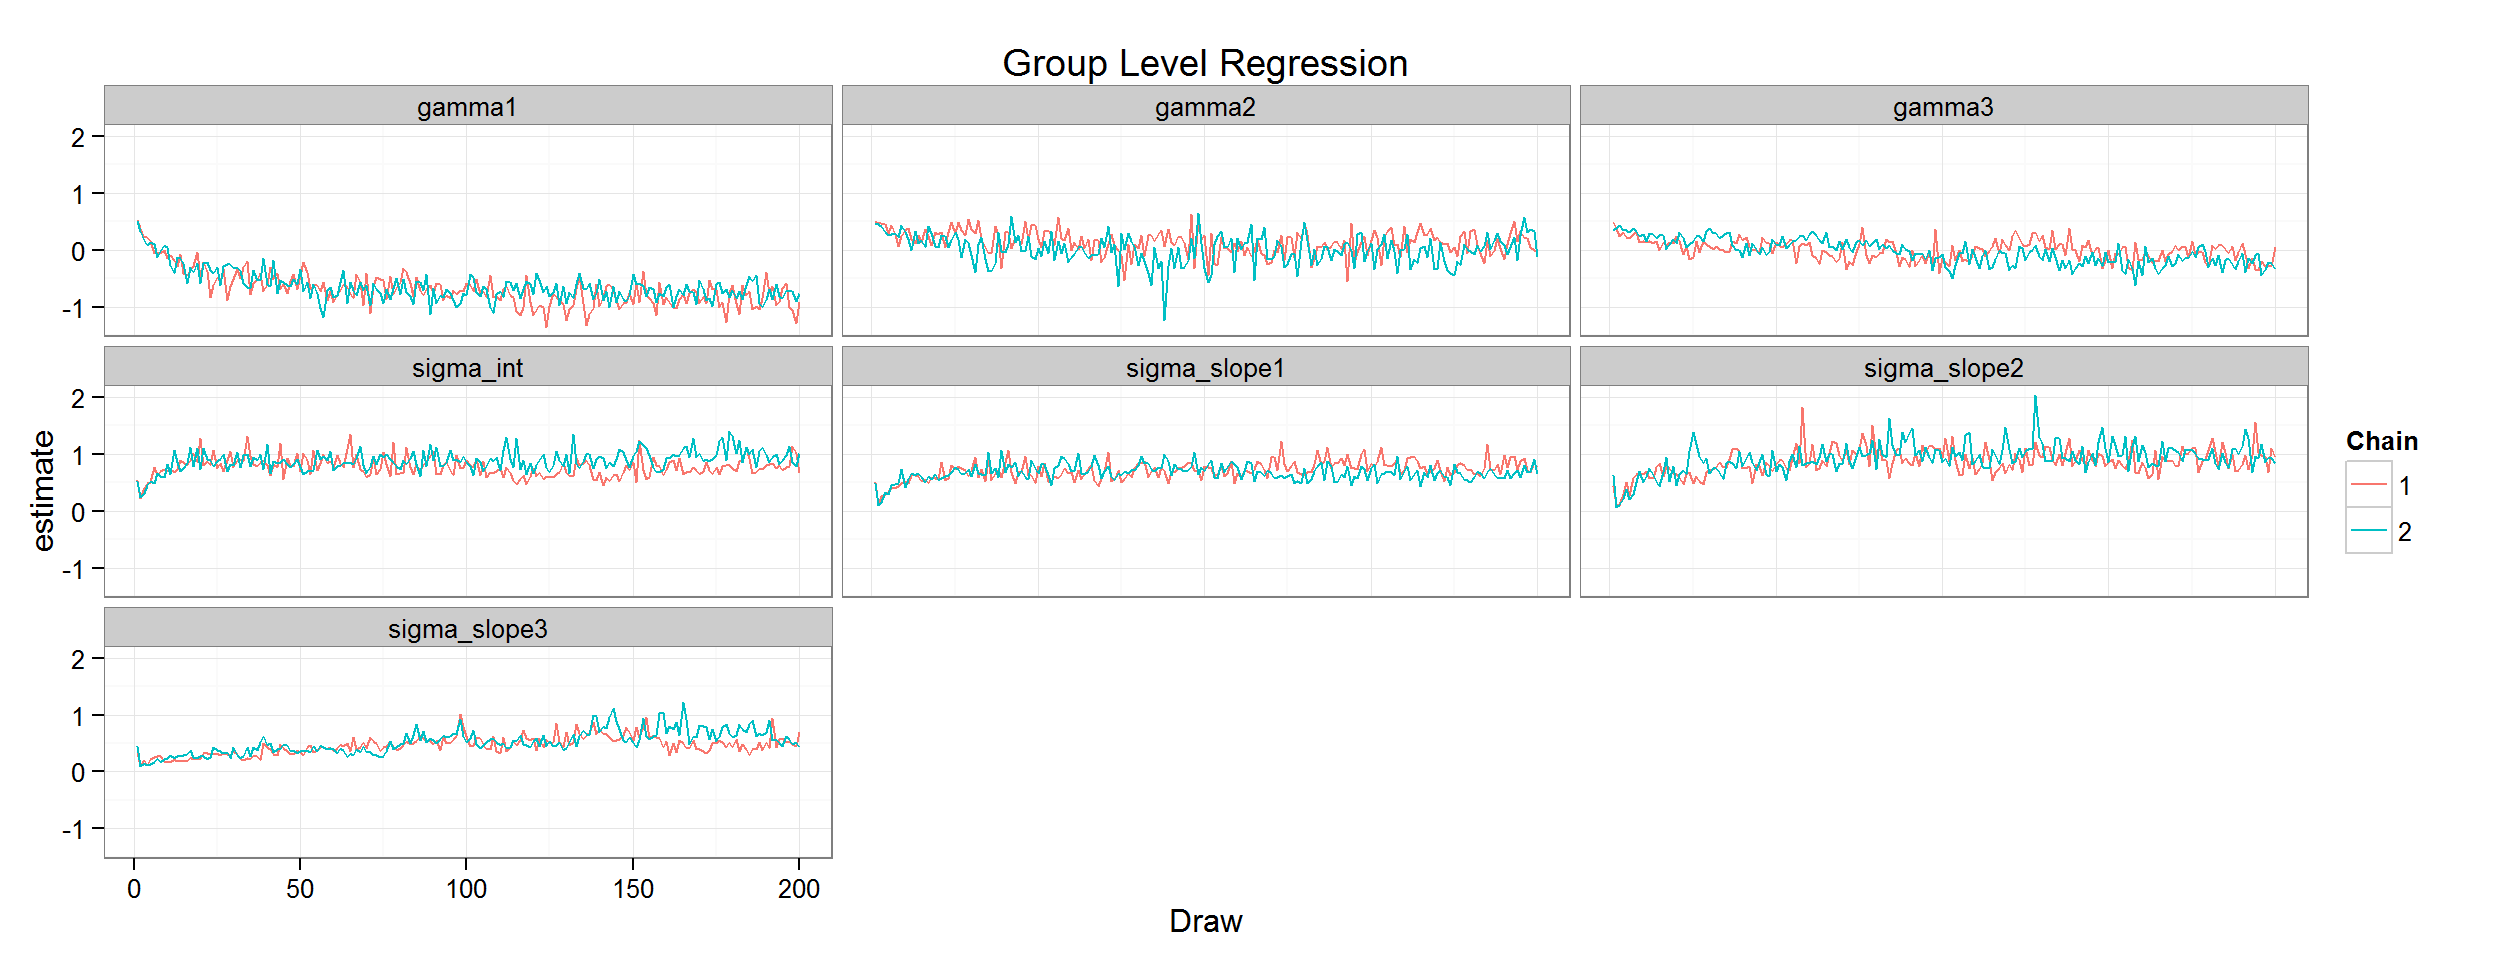 Group Level Regression
gamma1 gamma2 gamma3
2
1
0
-1
sigma_int sigma_slope1 sigma_slope2
2
1
0
-1
estimate
Chain
1
2
sigma_slope3
2
1
0
-1
0 50 100 150 200
Draw